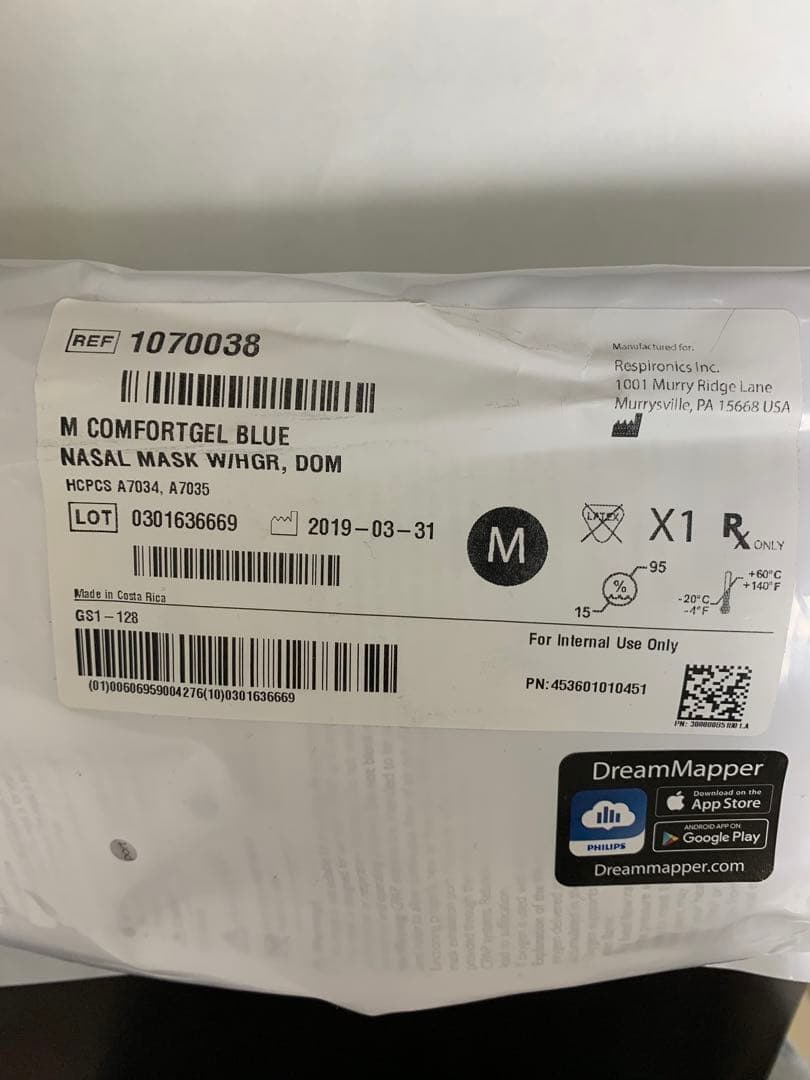 REF 1070038
M COMFORTGEL BLUE
NASAL MASK W/HGR, DOM
HCPCS A7034, A7035
LOT 0301636669 2019-03-31
Made in Costa Rica
GS1-128
(01)00606959004276(10)0301636669
Manufactured for:
Respironics Inc.
1001 Murry Ridge Lane
Murrysville, PA 15668 USA
M
LATEX X1 Rx ONLY
95
%
15
+60°C
+140°F
-20°C
-4°F
For Internal Use Only
PN:453601010451
DreamMapper
PHILIPS
Download on the
App Store
ANDROID APP ON
Google Play
Dreammapper.com